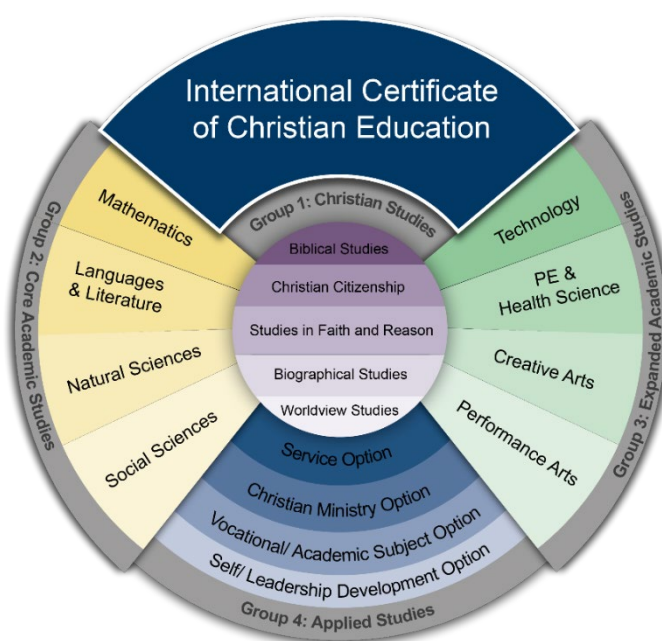 International Certificate
of Christian Education
Group 1: Christian Studies
Biblical Studies
Christian Citizenship
Studies in Faith and Reason
Biographical Studies
Worldview Studies
Group 2: Core Academic Studies
Mathematics
Languages
& Literature
Natural Sciences
Social Sciences
Group 3: Expanded Academic Studies
Technology
PE &
Health Science
Creative Arts
Performance Arts
Service Option
Christian Ministry Option
Vocational/ Academic Subject Option
Self/ Leadership Development Option
Group 4: Applied Studies